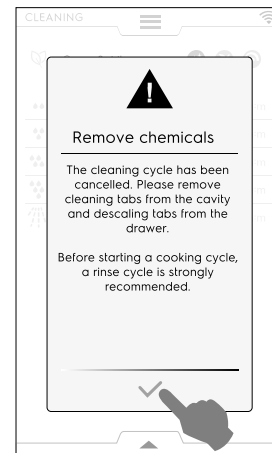 CLEANING
Remove chemicals
The cleaning cycle has been
cancelled. Please remove
cleaning tabs from the cavity
and descaling tabs from the
drawer.
Before starting a cooking cycle,
a rinse cycle is strongly
recommended.